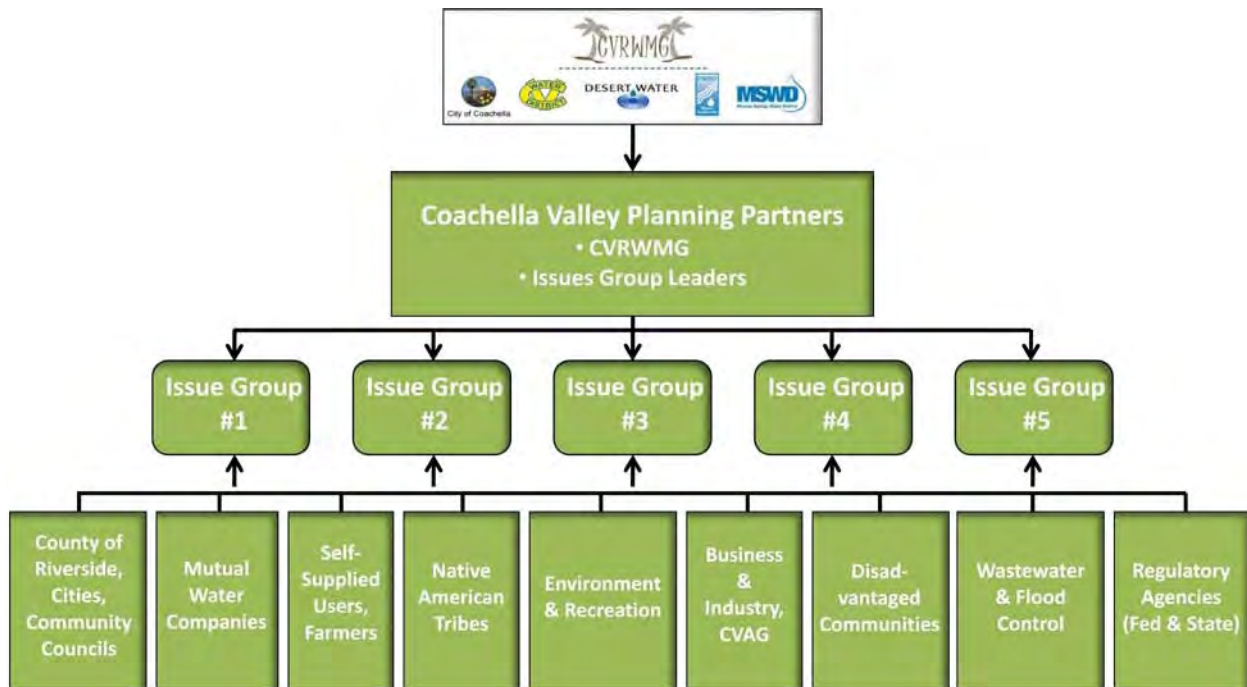 CVRWMG
City of Coachella
WATER
DISTRICT
DESERT WATER
MSWD
Coachella Valley Planning Partners
• CVRWMG
• Issues Group Leaders
Issue Group
#1
Issue Group
#2
Issue Group
#3
Issue Group
#4
Issue Group
#5
County of
Riverside,
Cities,
Community
Councils
Mutual
Water
Companies
Self-
Supplied
Users,
Farmers
Native
American
Tribes
Environment
& Recreation
Business
&
Industry,
CVAG
Disad-
vantaged
Communities
Wastewater
& Flood
Control
Regulatory
Agencies
(Fed & State)